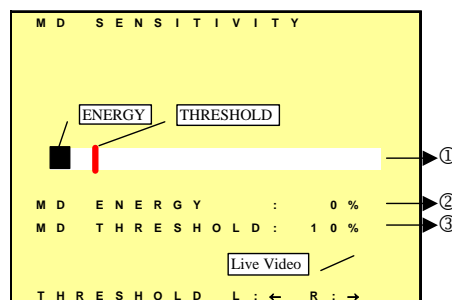 MD SENSITIVITY
ENERGY THRESHOLD
①
MD ENERGY : 0% ②
MD THRESHOLD: 10% ③
Live Video
THRESHOLD L:← R:→